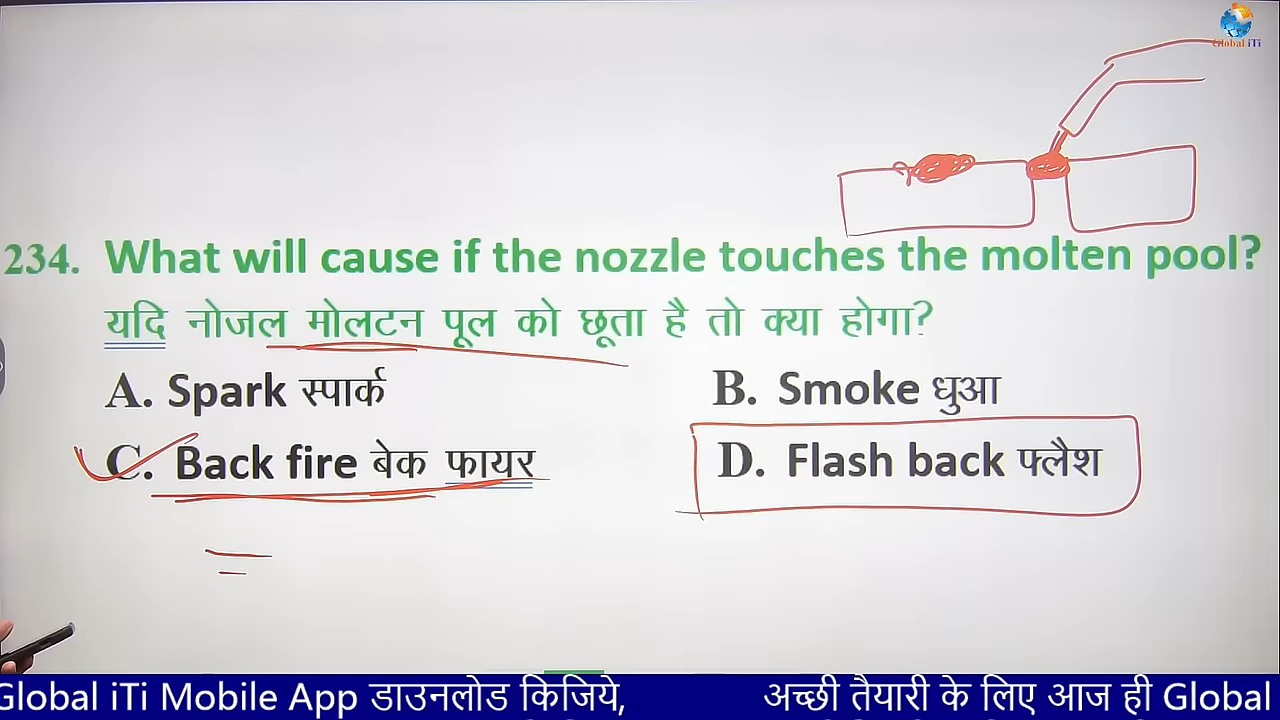 Global iTi
234. What will cause if the nozzle touches the molten pool?
यदि नोजल मोलटन पूल को छूता है तो क्या होगा?
A. Spark स्पार्क
B. Smoke धुआ
C. Back fire बेक फायर
D. Flash back फ्लैश
Global iTi Mobile App डाउनलोड किजिये,
अच्छी तैयारी के लिए आज ही Global